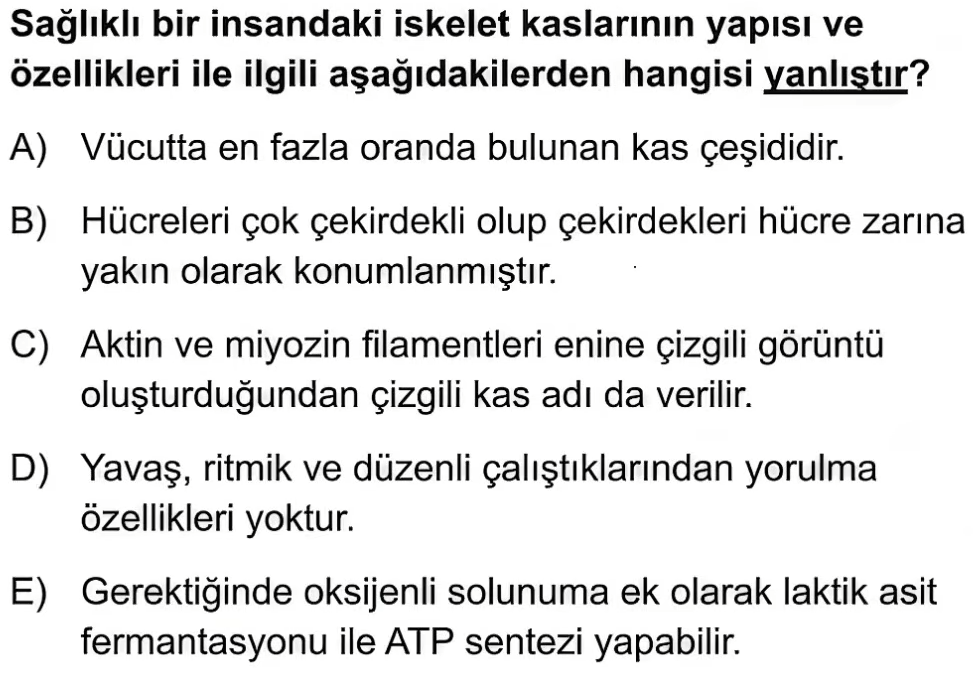 Sağlıklı bir insandaki iskelet kaslarının yapısı ve
özellikleri ile ilgili aşağıdakilerden hangisi yanlıştır?
A) Vücutta en fazla oranda bulunan kas çeşididir.
B) Hücreleri çok çekirdekli olup çekirdekleri hücre zarına
yakın olarak konumlanmıştır.
C) Aktin ve miyozin filamentleri enine çizgili görüntü
oluşturduğundan çizgili kas adı da verilir.
D) Yavaş, ritmik ve düzenli çalıştıklarından yorulma
özellikleri yoktur.
E) Gerektiğinde oksijenli solunuma ek olarak laktik asit
fermantasyonu ile ATP sentezi yapabilir.